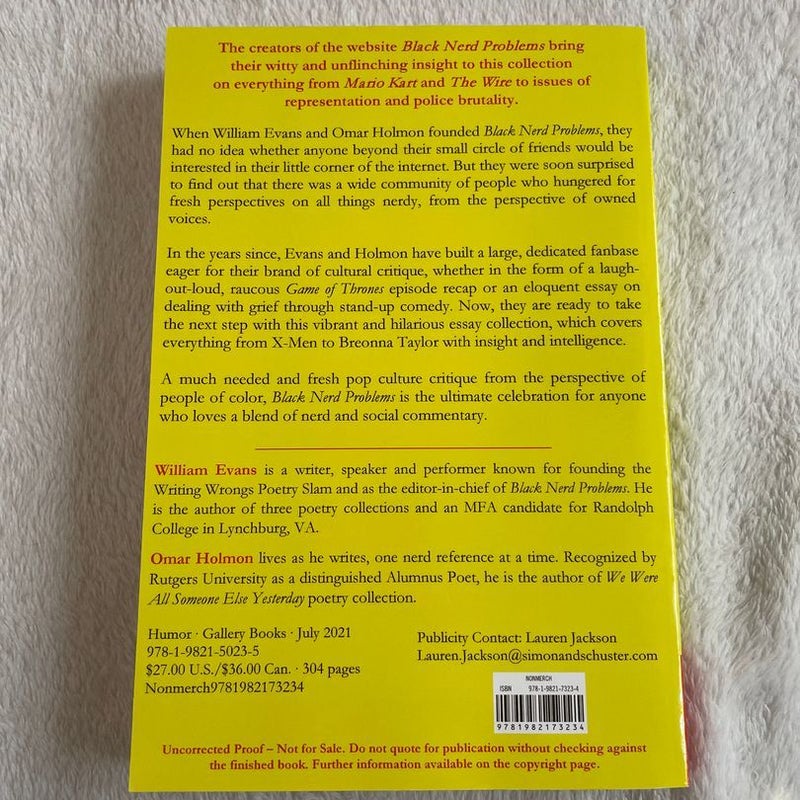 The creators of the website Black Nerd Problems bring
their witty and unflinching insight to this collection
on everything from Mario Kart and The Wire to issues of
representation and police brutality.
When William Evans and Omar Holmon founded Black Nerd Problems, they
had no idea whether anyone beyond their small circle of friends would be
interested in their little corner of the internet. But they were soon surprised
to find out that there was a wide community of people who hungered for
fresh perspectives on all things nerdy, from the perspective of owned
voices.
In the years since, Evans and Holmon have built a large, dedicated fanbase
eager for their brand of cultural critique, whether in the form of a laugh-
out-loud, raucous Game of Thrones episode recap or an eloquent essay on
dealing with grief through stand-up comedy. Now, they are ready to take
the next step with this vibrant and hilarious essay collection, which covers
everything from X-Men to Breonna Taylor with insight and intelligence.
A much needed and fresh pop culture critique from the perspective of
people of color, Black Nerd Problems is the ultimate celebration for anyone
who loves a blend of nerd and social commentary.
William Evans is a writer, speaker and performer known for founding the
Writing Wrongs Poetry Slam and as the editor-in-chief of Black Nerd Problems. He
is the author of three poetry collections and an MFA candidate for Randolph
College in Lynchburg, VA.
Omar Holmon lives as he writes, one nerd reference at a time. Recognized by
Rutgers University as a distinguished Alumnus Poet, he is the author of We Were
All Someone Else Yesterday poetry collection.
Humor · Gallery Books · July 2021
978-1-9821-5023-5
$27.00 U.S./$36.00 Can. · 304 pages
Nonmerch9781982173234
Publicity Contact: Lauren Jackson
Lauren.Jackson@simonandschuster.com
NONMERCH
ISBN 978-1-9821-7323-4
9781982173234
Uncorrected Proof – Not for Sale. Do not quote for publication without checking against
the finished book. Further information available on the copyright page.